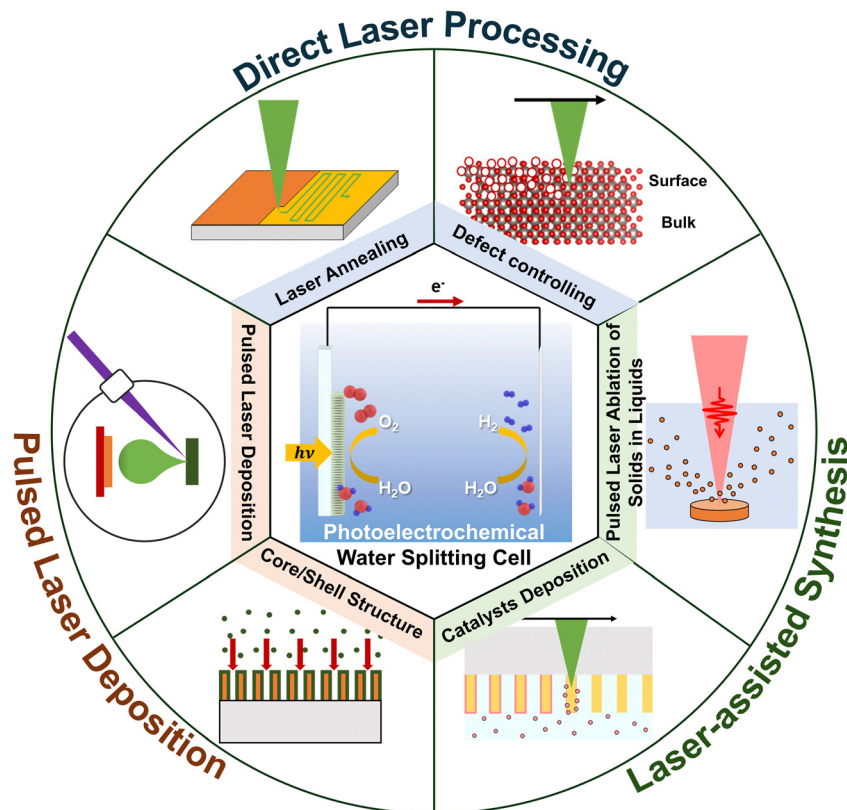 Direct Laser Processing
Surface
Bulk
Laser Annealing
Defect controlling
e-
Pulsed Laser Deposition
Pulsed Laser Ablation of
Solids in Liquids
O₂
H₂
hν
H₂O
H₂O
Photoelectrochemical
Water Splitting Cell
Core/Shell Structure
Catalysts Deposition
Pulsed Laser Deposition
Laser-assisted Synthesis